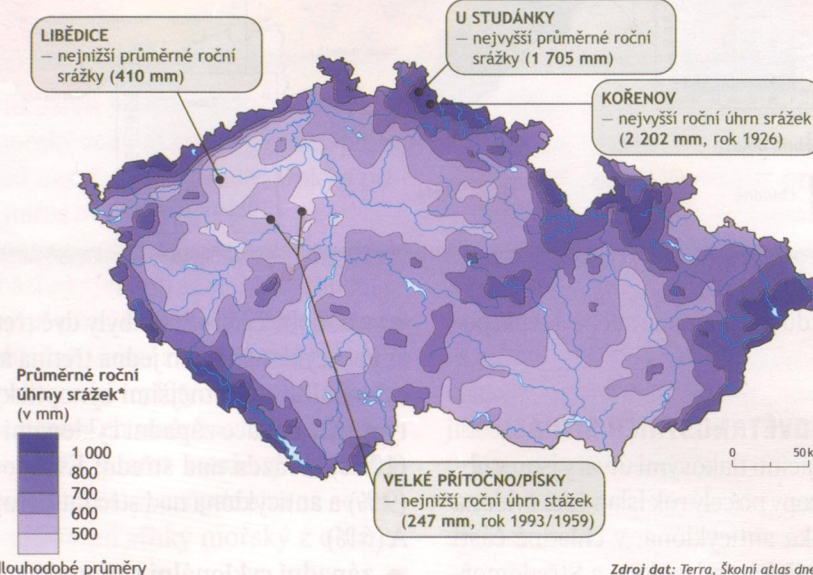 LIBĚDICE
– nejnižší průměrné roční
srážky (410 mm)
U STUDÁNKY
– nejvyšší průměrné roční
srážky (1 705 mm)
KOŘENOV
– nejvyšší roční úhrn srážek
(2 202 mm, rok 1926)
Průměrné roční
úhrny srážek*
(v mm)
1 000
800
700
600
500
VELKÉ PŘÍTOČNO/PÍSKY
– nejnižší roční úhrn srážek
(247 mm, rok 1993/1959)
0 50
dlouhodobé průměry
Zdroj dat: Terra, Školní atlas